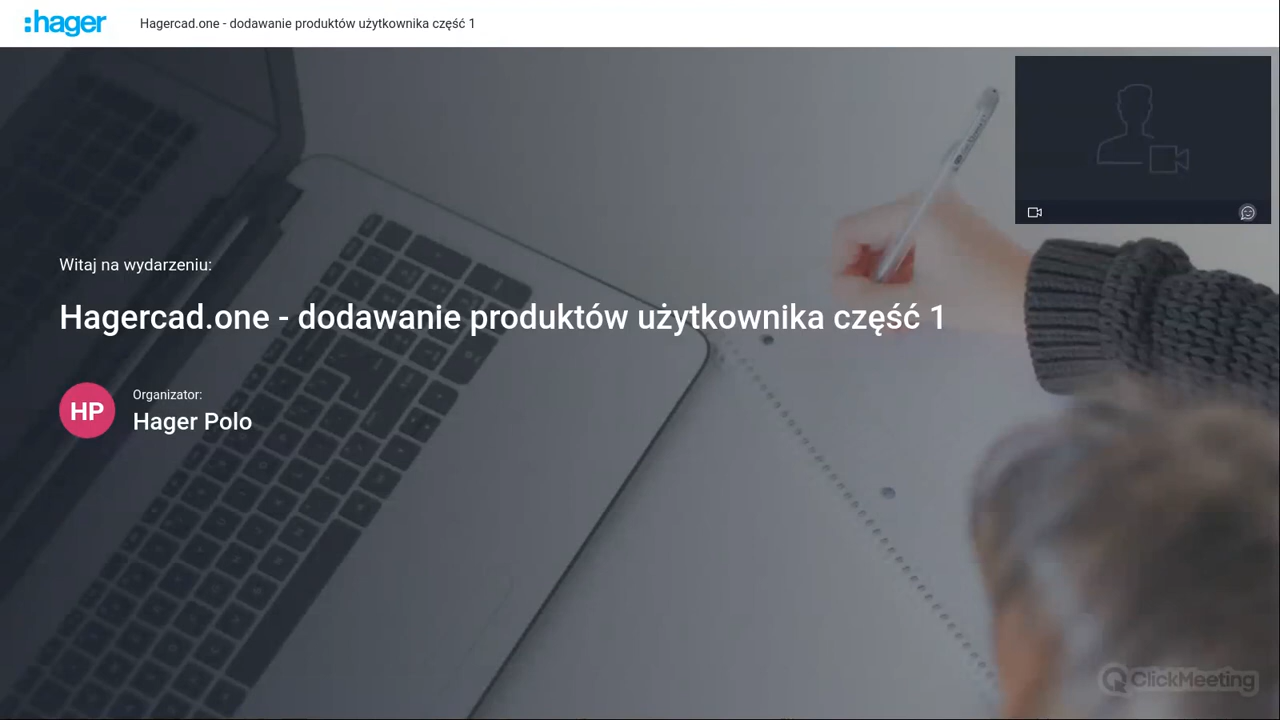 :hager
Hagercad.one - dodawanie produktów użytkownika część 1
Witaj na wydarzeniu:
Hagercad.one - dodawanie produktów użytkownika część 1
HP
Organizator:
Hager Polo
ClickMeeting